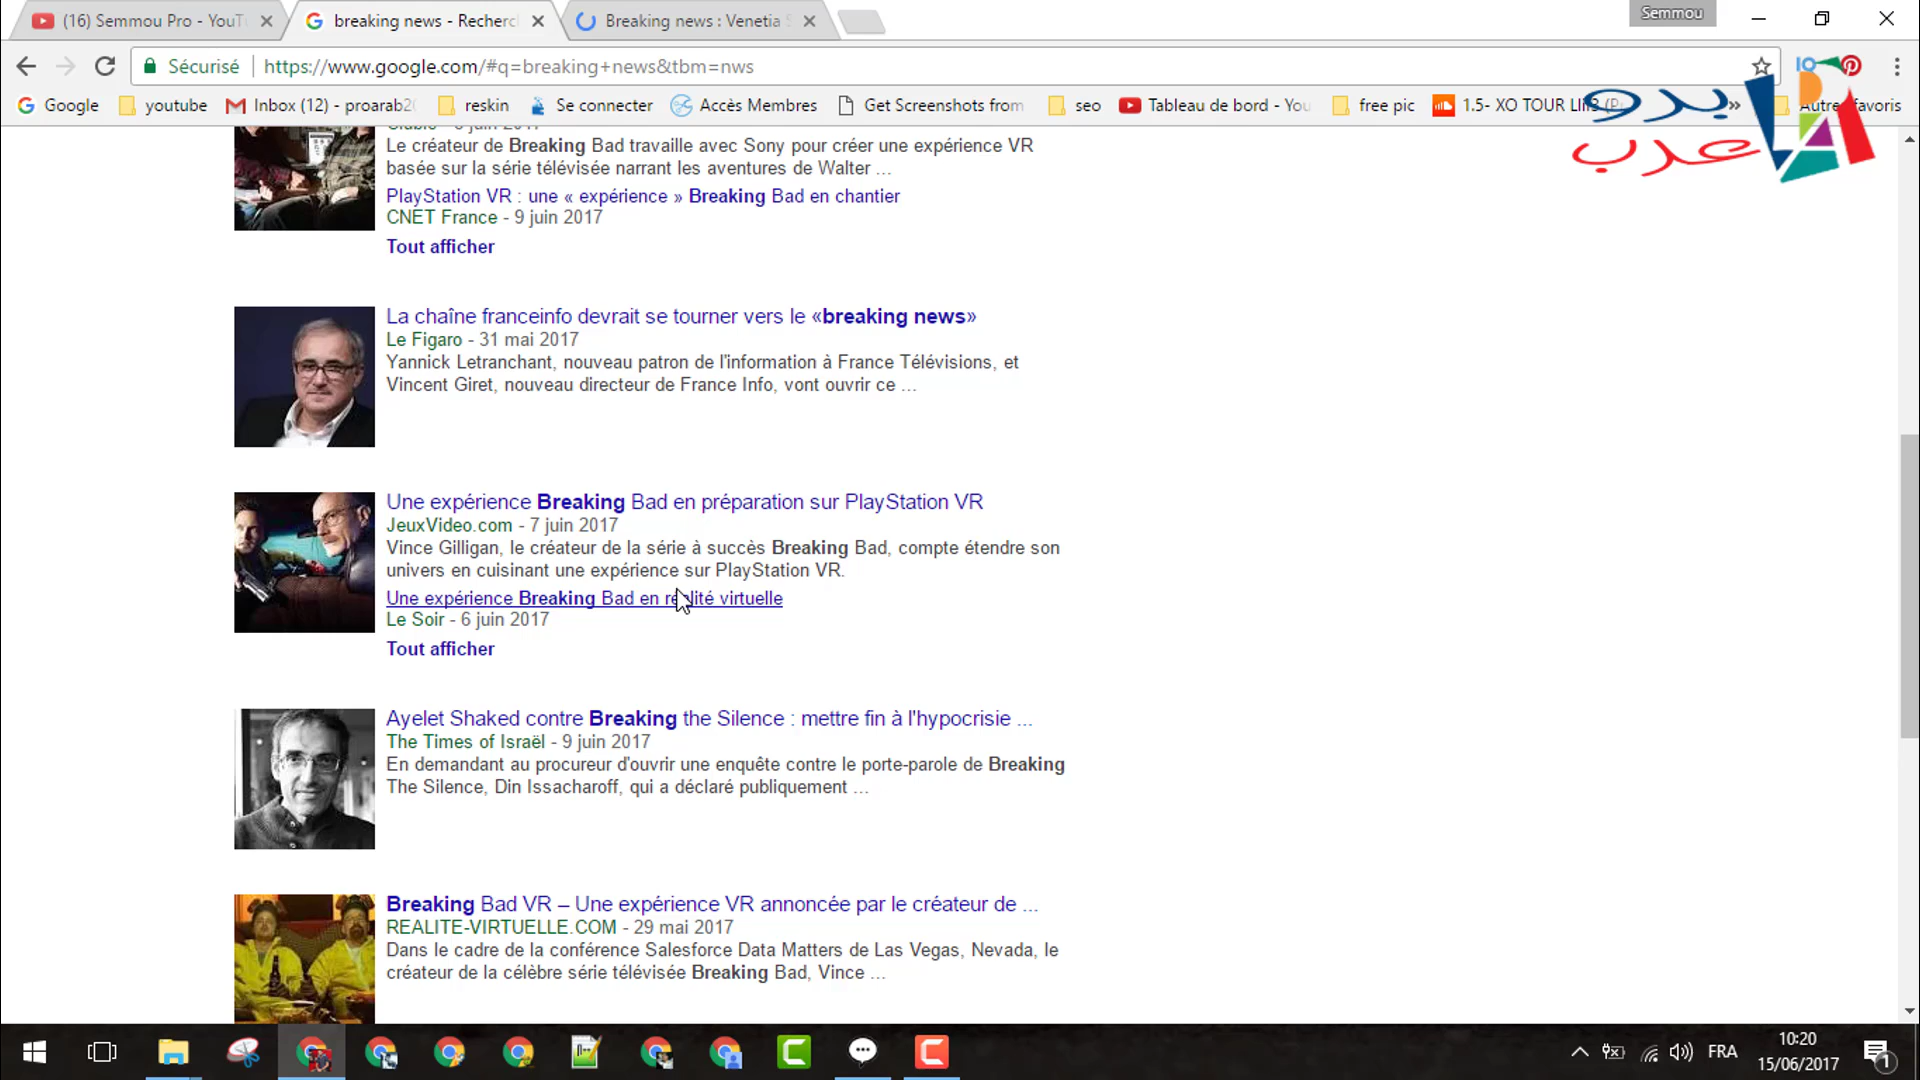 (16) Semmou Pro - YouT
breaking news - Recherc
Breaking news : Venetia S
Semmou
Sécurisé
https://www.google.com/#q=breaking+news&tbm=nws
Google
youtube
Inbox (12) - proarab20
reskin
Se connecter
Accès Membres
Get Screenshots from
seo
Tableau de bord - You
free pic
1.5- XO TOUR Llif3 (P
»
Autres favoris
بدو
عرب
Le créateur de Breaking Bad travaille avec Sony pour créer une expérience VR
basée sur la série télévisée narrant les aventures de Walter ...
PlayStation VR : une « expérience » Breaking Bad en chantier
CNET France - 9 juin 2017
Tout afficher
La chaîne franceinfo devrait se tourner vers le «breaking news»
Le Figaro - 31 mai 2017
Yannick Letranchant, nouveau patron de l'information à France Télévisions, et
Vincent Giret, nouveau directeur de France Info, vont ouvrir ce ...
Une expérience Breaking Bad en préparation sur PlayStation VR
JeuxVideo.com - 7 juin 2017
Vince Gilligan, le créateur de la série à succès Breaking Bad, compte étendre son
univers en cuisinant une expérience sur PlayStation VR.
Une expérience Breaking Bad en réalité virtuelle
Le Soir - 6 juin 2017
Tout afficher
Ayelet Shaked contre Breaking the Silence : mettre fin à l'hypocrisie ...
The Times of Israël - 9 juin 2017
En demandant au procureur d'ouvrir une enquête contre le porte-parole de Breaking
The Silence, Din Issacharoff, qui a déclaré publiquement ...
Breaking Bad VR – Une expérience VR annoncée par le créateur de ...
REALITE-VIRTUELLE.COM - 29 mai 2017
Dans le cadre de la conférence Salesforce Data Matters de Las Vegas, Nevada, le
créateur de la célèbre série télévisée Breaking Bad, Vince ...
FRA
10:20
15/06/2017
1